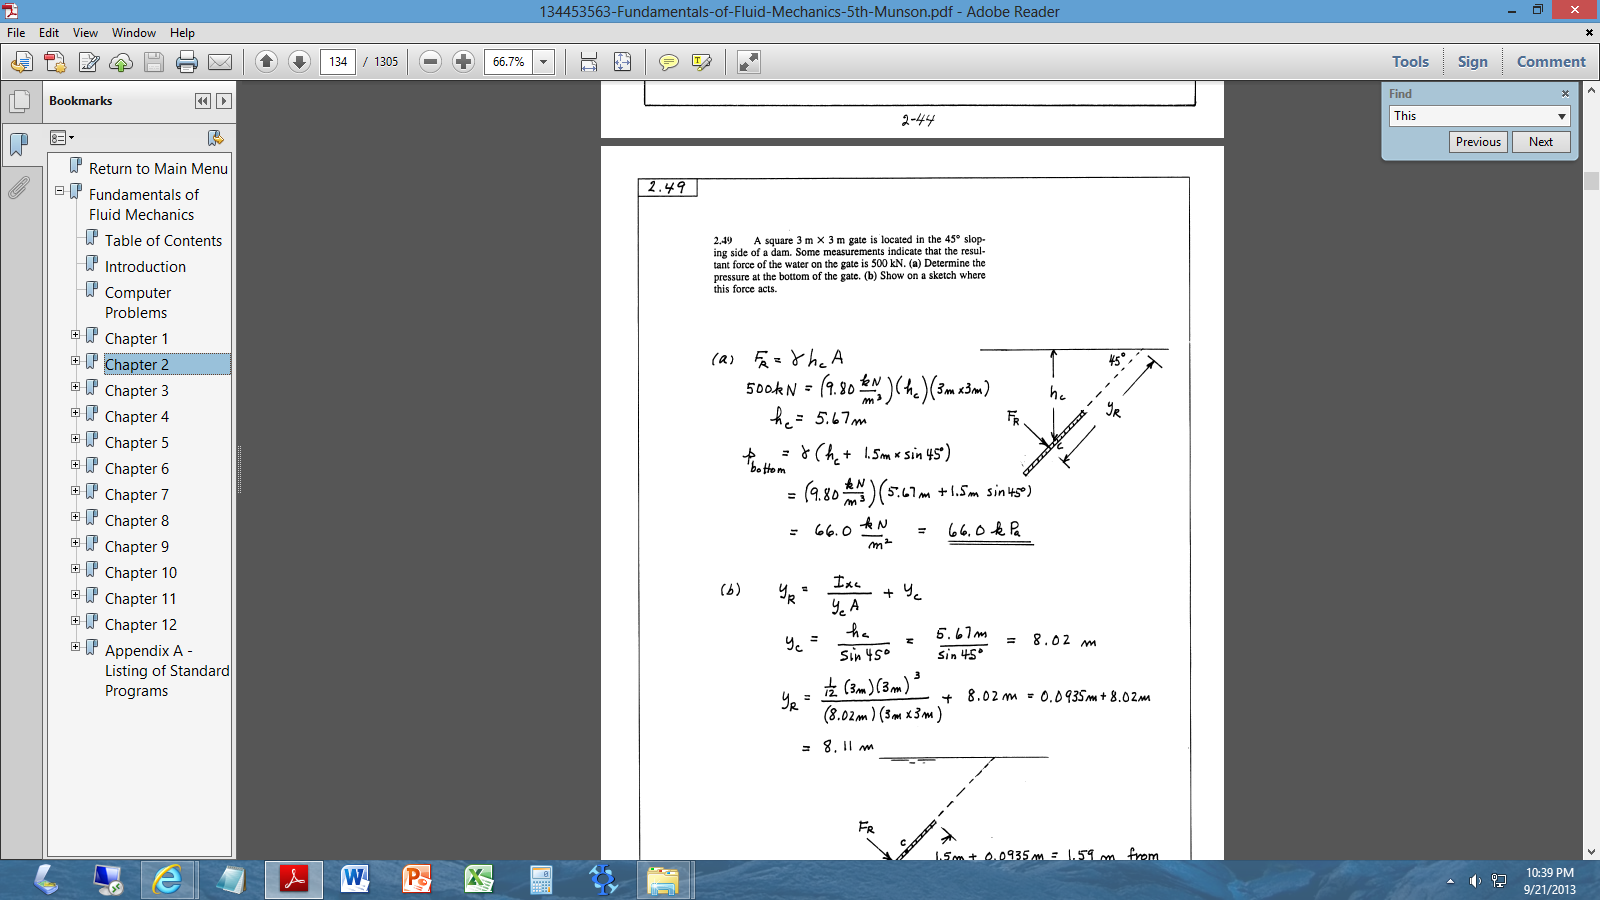 134453563-Fundamentals-of-Fluid-Mechanics-5th-Munson.pdf - Adobe Reader
File Edit View Window Help
134 / 1305 66.7% Tools Sign Comment
Bookmarks
Return to Main Menu
Fundamentals of
Fluid Mechanics
Table of Contents
Introduction
Computer
Problems
Chapter 1
Chapter 2
Chapter 3
Chapter 4
Chapter 5
Chapter 6
Chapter 7
Chapter 8
Chapter 9
Chapter 10
Chapter 11
Chapter 12
Appendix A -
Listing of Standard
Programs
Find
This
Previous Next
2-44
2.49
2.49 A square 3 m × 3 m gate is located in the 45° slop-
ing side of a dam. Some measurements indicate that the resul-
tant force of the water on the gate is 500 kN. (a) Determine the
pressure at the bottom of the gate. (b) Show on a sketch where
this force acts.
(a) F_R = γ h_c A
500 kN = (9.80 kN/m³)(h_c)(3m x 3m)
h_c = 5.67 m
p_bottom = γ (h_c + 1.5m x sin 45°)
= (9.80 kN/m³)(5.67m + 1.5m sin 45°)
= 66.0 kN/m² = 66.0 kPa
45°
h_c
y_R
F_R
c
(b) y_R = I_xc / y_c A + y_c
y_c = h_c / sin 45° = 5.67m / sin 45° = 8.02 m
y_R = 1/12 (3m)(3m)³ / (8.02m)(3m x 3m) + 8.02 m = 0.0935m + 8.02m
= 8.11 m
F_R
c
1.5m + 0.0935m = 1.59 m from
10:39 PM
9/21/2013